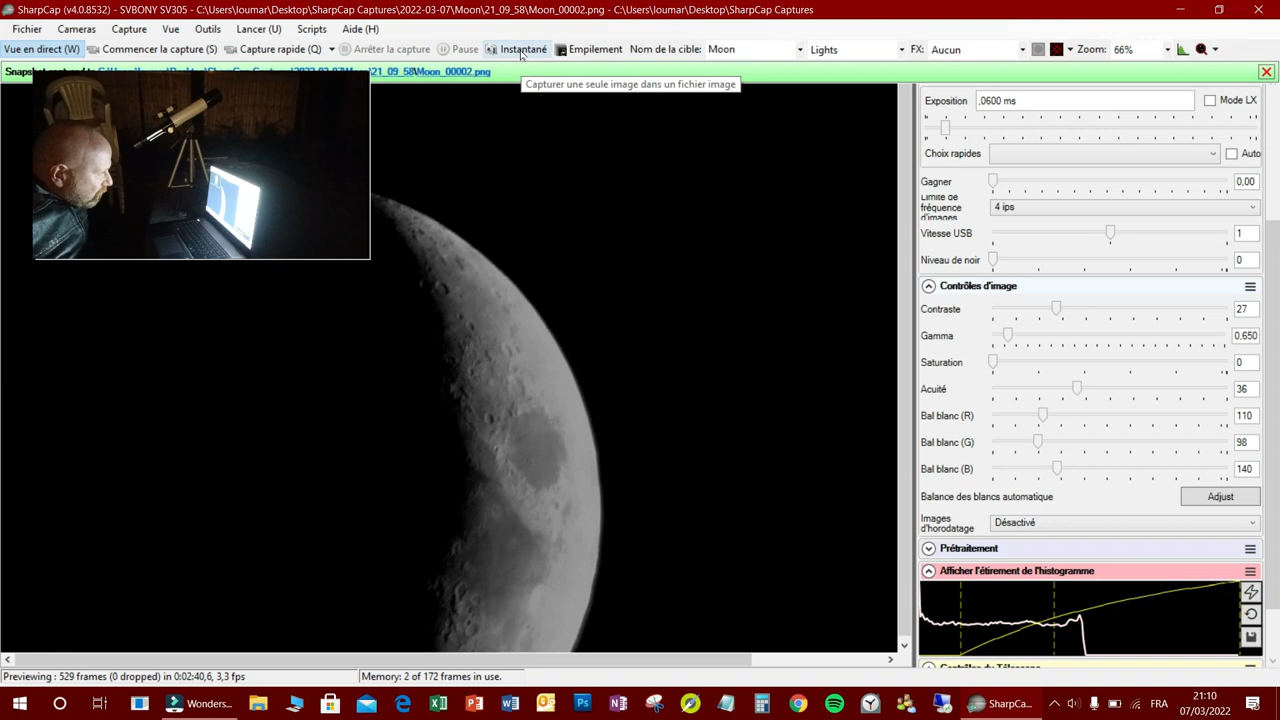 SharpCap (v4.0.8532) - SVBONY SV305 - C:\Users\loumar\Desktop\SharpCap Captures\2022-03-07\Moon\21_09_58\Moon_00002.png - C:\Users\loumar\Desktop\SharpCap Captures
Fichier Cameras Capture Vue Outils Lancer (U) Scripts Aide (H)
Vue en direct (W) Commencer la capture (S) Capture rapide (Q) Arrêter la capture Pause Instantané Empilement Nom de la cible: Moon Lights FX: Aucun Zoom: 66%
21_09_58\Moon_00002.png
Capturer une seule image dans un fichier image
Exposition ,0600 ms Mode LX
Choix rapides Auto
Gagner 0,00
Limite de
fréquence 4 ips
d'images
Vitesse USB 1
Niveau de noir 0
Contrôles d'image
Contraste 27
Gamma 0,650
Saturation 0
Acuité 36
Bal blanc (R) 110
Bal blanc (G) 98
Bal blanc (B) 140
Balance des blancs automatique Adjust
Images
d'horodatage Désactivé
Prétraitement
Afficher l'étirement de l'histogramme
Contrôles du Télescope
Previewing : 529 frames (0 dropped) in 0:02:40,6, 3,3 fps Memory: 2 of 172 frames in use.
Wonders... SharpCa... FRA 21:10
07/03/2022